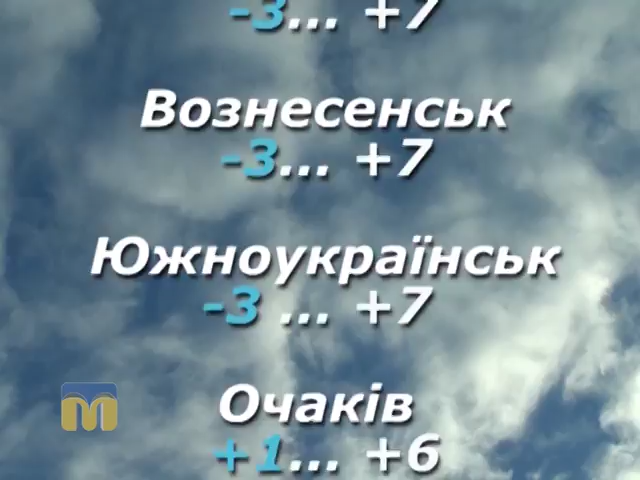 -3... +7
Вознесенськ
-3... +7
Южноукраїнськ
-3 ... +7
Очаків
+1... +6
M